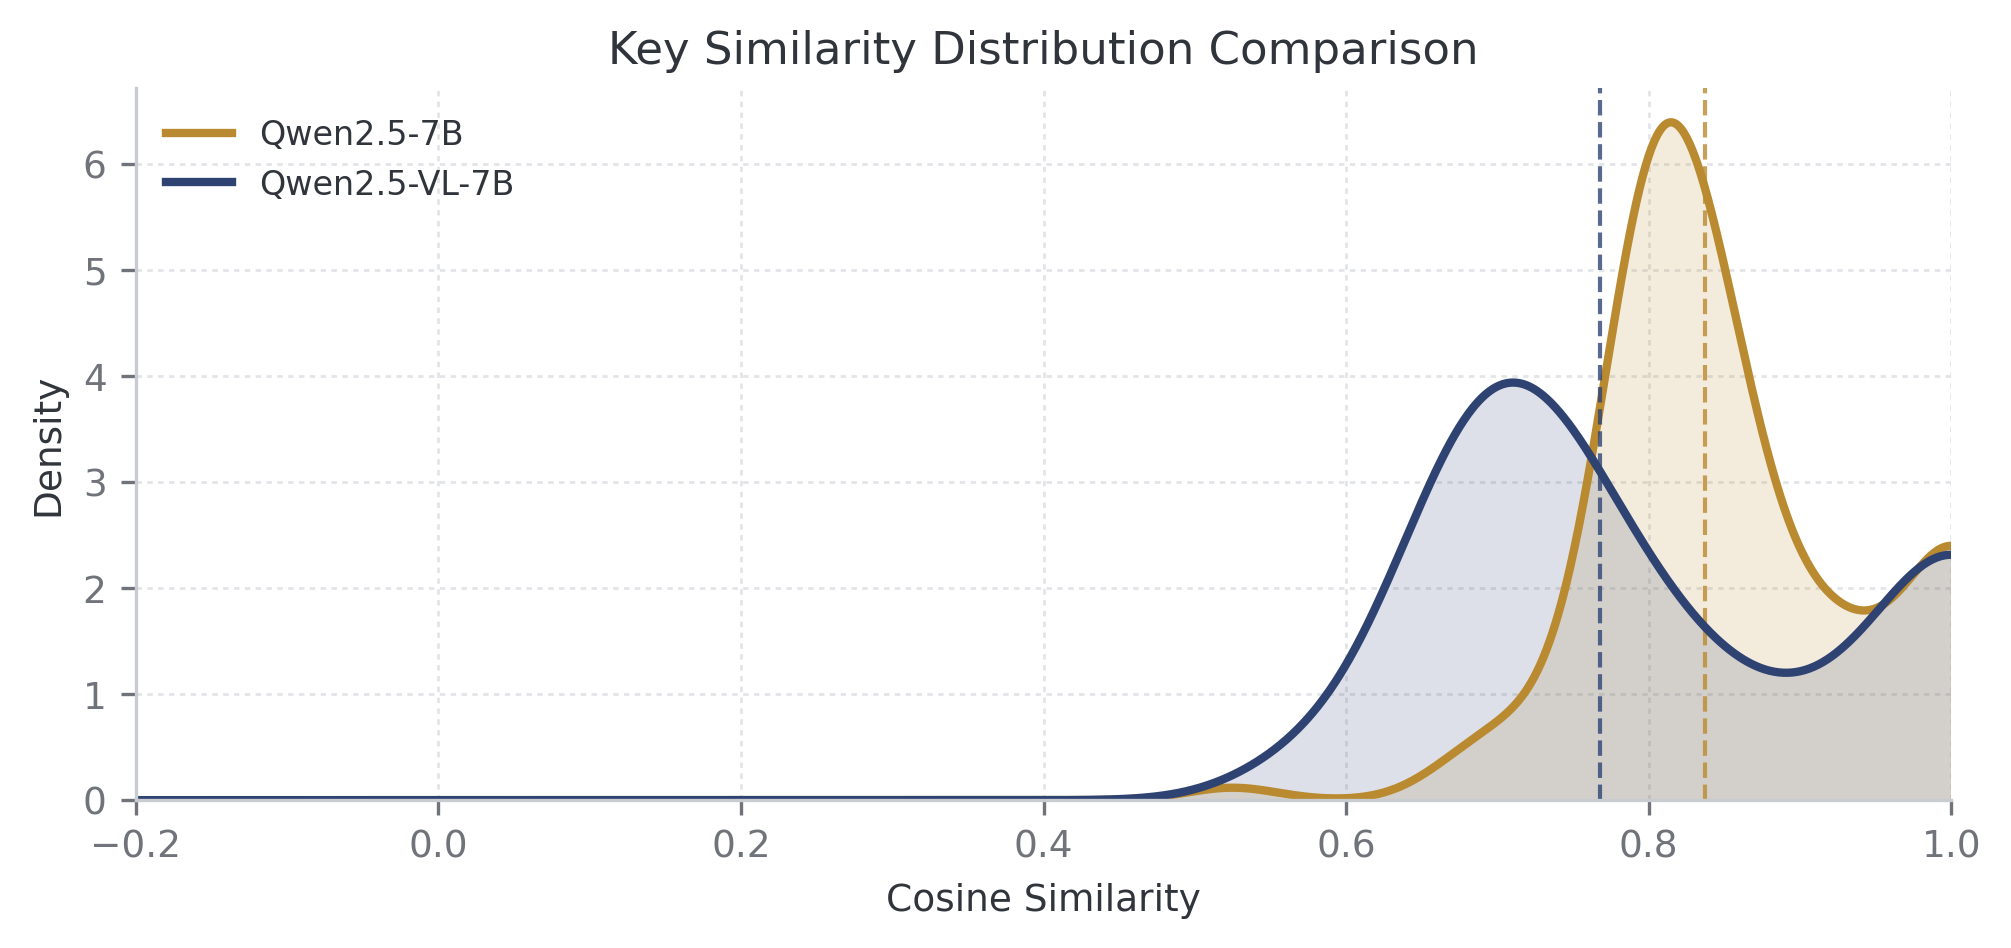 Key Similarity Distribution Comparison
Qwen2.5-7B
Qwen2.5-VL-7B
Density
6
5
4
3
2
1
0
−0.2 0.0 0.2 0.4 0.6 0.8 1.0
Cosine Similarity